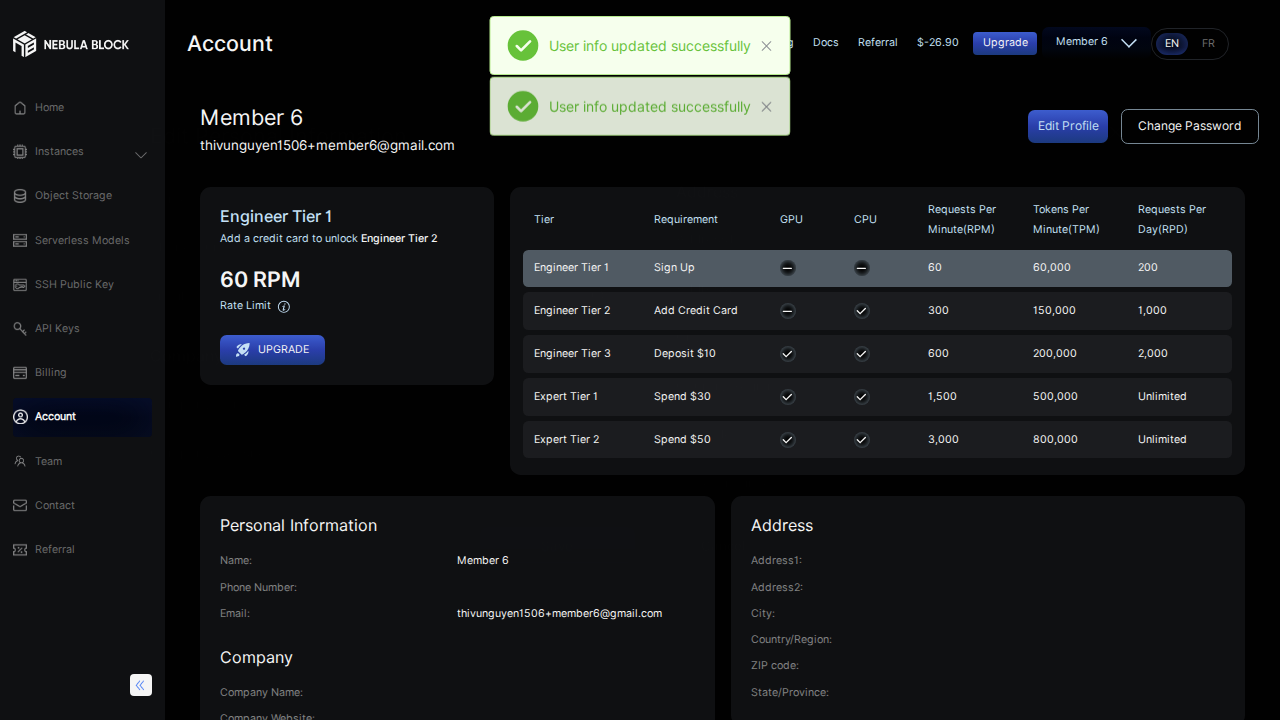 NEBULA BLOCK
Home
Instances
Object Storage
Serverless Models
SSH Public Key
API Keys
Billing
Account
Team
Contact
Referral
Account
User info updated successfully
User info updated successfully
Docs
Referral
$-26.90
Upgrade
Member 6
EN
FR
Member 6
thivunguyen1506+member6@gmail.com
Edit Profile
Change Password
Engineer Tier 1
Add a credit card to unlock Engineer Tier 2
60 RPM
Rate Limit
UPGRADE
Tier Requirement GPU CPU Requests Per Minute(RPM) Tokens Per Minute(TPM) Requests Per Day(RPD)
Engineer Tier 1 Sign Up 60 60,000 200
Engineer Tier 2 Add Credit Card 300 150,000 1,000
Engineer Tier 3 Deposit $10 600 200,000 2,000
Expert Tier 1 Spend $30 1,500 500,000 Unlimited
Expert Tier 2 Spend $50 3,000 800,000 Unlimited
Personal Information
Name: Member 6
Phone Number:
Email: thivunguyen1506+member6@gmail.com
Company
Company Name:
Company Website:
Address
Address1:
Address2:
City:
Country/Region:
ZIP code:
State/Province: